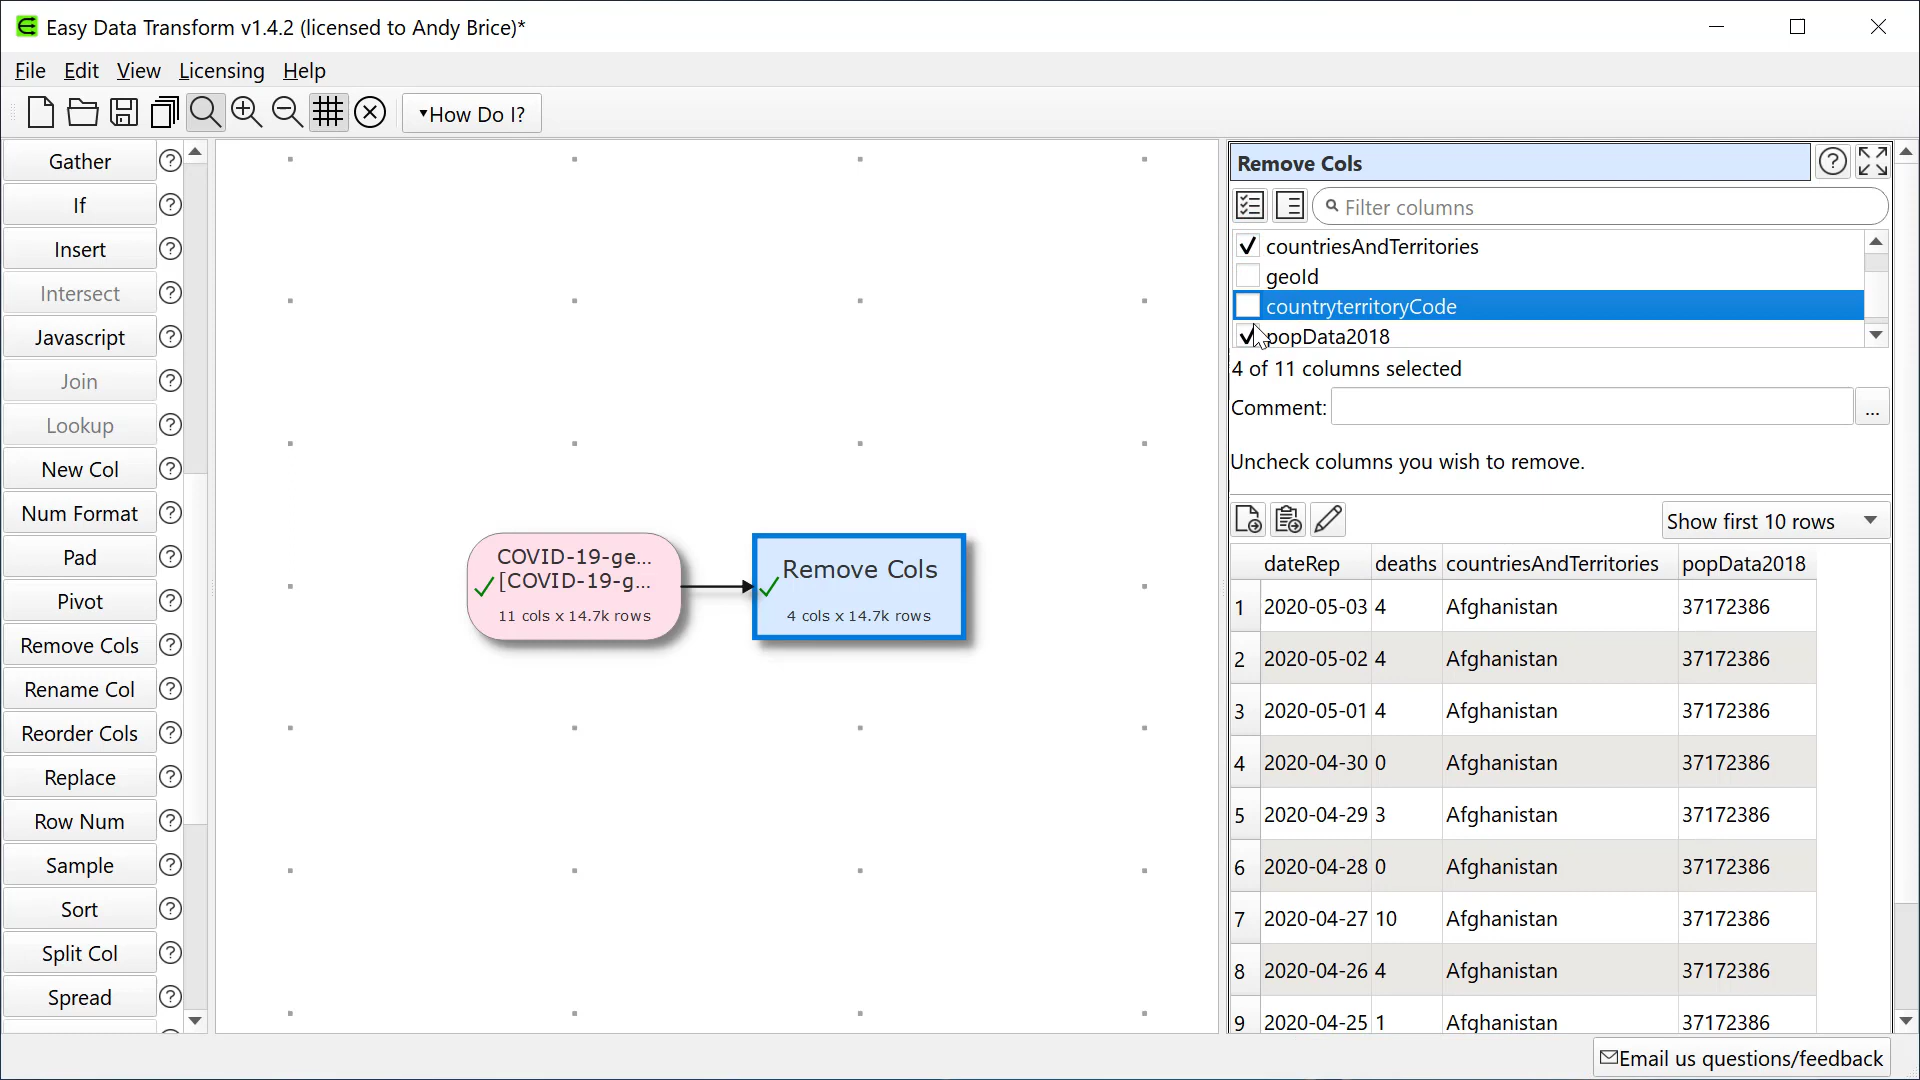 Easy Data Transform v1.4.2 (licensed to Andy Brice)*
File Edit View Licensing Help
How Do I?
Gather
If
Insert
Intersect
Javascript
Join
Lookup
New Col
Num Format
Pad
Pivot
Remove Cols
Rename Col
Reorder Cols
Replace
Row Num
Sample
Sort
Split Col
Spread
COVID-19-ge...
[COVID-19-g...
11 cols x 14.7k rows
Remove Cols
4 cols x 14.7k rows
Remove Cols
Filter columns
countriesAndTerritories
geoId
countryterritoryCode
popData2018
4 of 11 columns selected
Comment:
...
Uncheck columns you wish to remove.
Show first 10 rows
dateRep deaths countriesAndTerritories popData2018
1 2020-05-03 4 Afghanistan 37172386
2 2020-05-02 4 Afghanistan 37172386
3 2020-05-01 4 Afghanistan 37172386
4 2020-04-30 0 Afghanistan 37172386
5 2020-04-29 3 Afghanistan 37172386
6 2020-04-28 0 Afghanistan 37172386
7 2020-04-27 10 Afghanistan 37172386
8 2020-04-26 4 Afghanistan 37172386
9 2020-04-25 1 Afghanistan 37172386
Email us questions/feedback